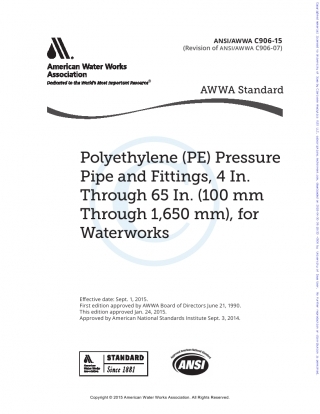 ANSI/AWWA C906-15
(Revision of ANSI/AWWA C906-07)
American Water Works
Association
Dedicated to the World's Most Important Resource®
AWWA Standard
Polyethylene (PE) Pressure
Pipe and Fittings, 4 In.
Through 65 In. (100 mm
Through 1,650 mm), for
Waterworks
Effective date: Sept. 1, 2015.
First edition approved by AWWA Board of Directors June 21, 1990.
This edition approved Jan. 24, 2015.
Approved by American National Standards Institute Sept. 3, 2014.
American
Water Works
Association
STANDARD
Since 1881
ANSI
Copyright © 2015 American Water Works Association. All Rights Reserved.